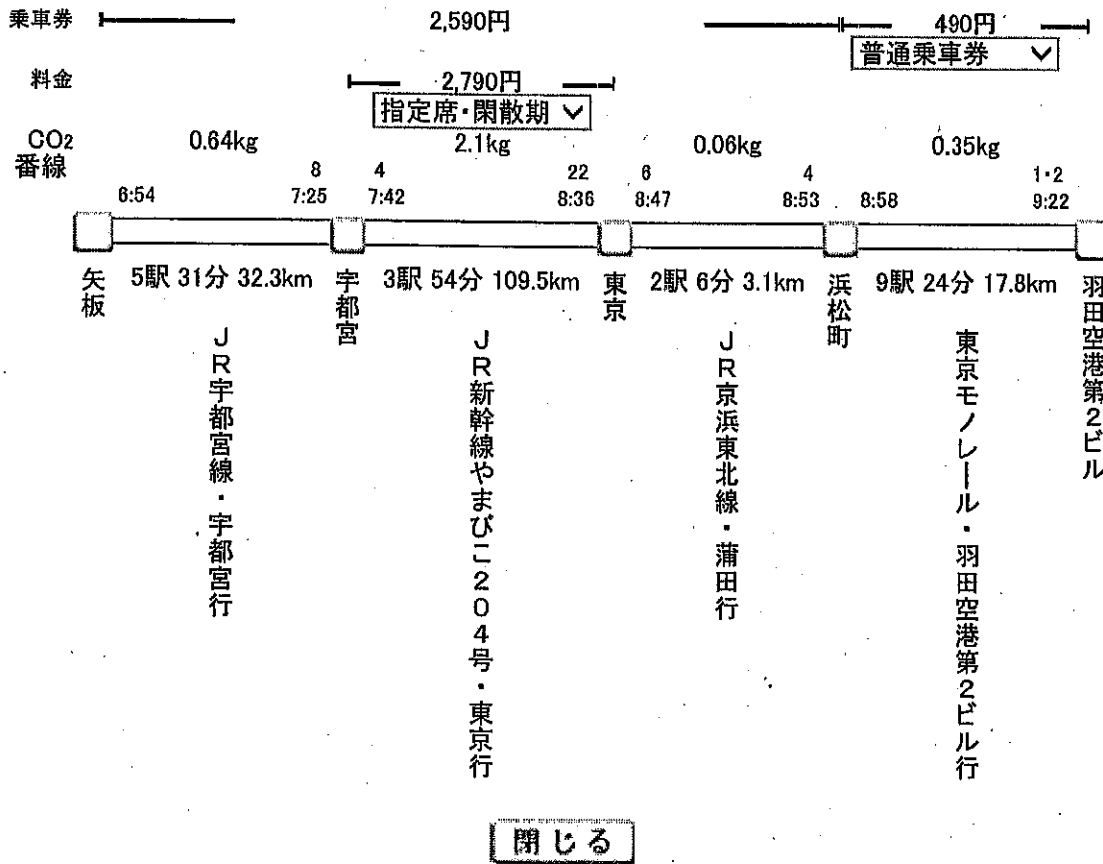 乗車券 2,590円 490円
普通乗車券
料金 2,790円
指定席・閑散期
CO2 0.64kg 2.1kg 0.06kg 0.35kg
番線 8 4 22 6 4 1・2
6:54 7:25 7:42 8:36 8:47 8:53 8:58 9:22
矢板 5駅 31分 32.3km 宇都宮 3駅 54分 109.5km 東京 2駅 6分 3.1km 浜松町 9駅 24分 17.8km 羽田空港第2ビル
JR宇都宮線・宇都宮行
JR新幹線やまびこ204号・東京行
JR京浜東北線・蒲田行
東京モノレール・羽田空港第2ビル行
閉じる